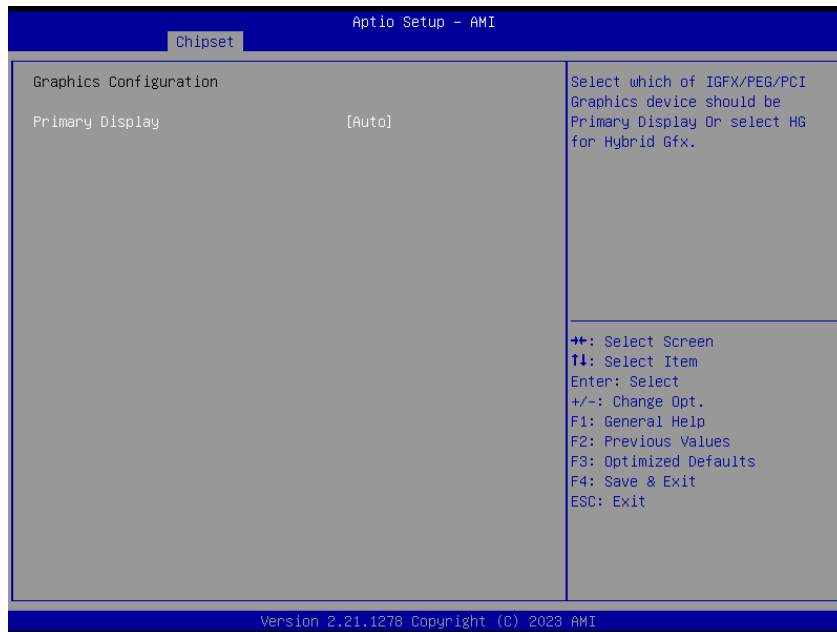 Aptio Setup – AMI
Chipset
Graphics Configuration
Primary Display [Auto]
Select which of IGFX/PEG/PCI
Graphics device should be
Primary Display Or select HG
for Hybrid Gfx.
→←: Select Screen
↑↓: Select Item
Enter: Select
+/-: Change Opt.
F1: General Help
F2: Previous Values
F3: Optimized Defaults
F4: Save & Exit
ESC: Exit
Version 2.21.1278 Copyright (C) 2023 AMI